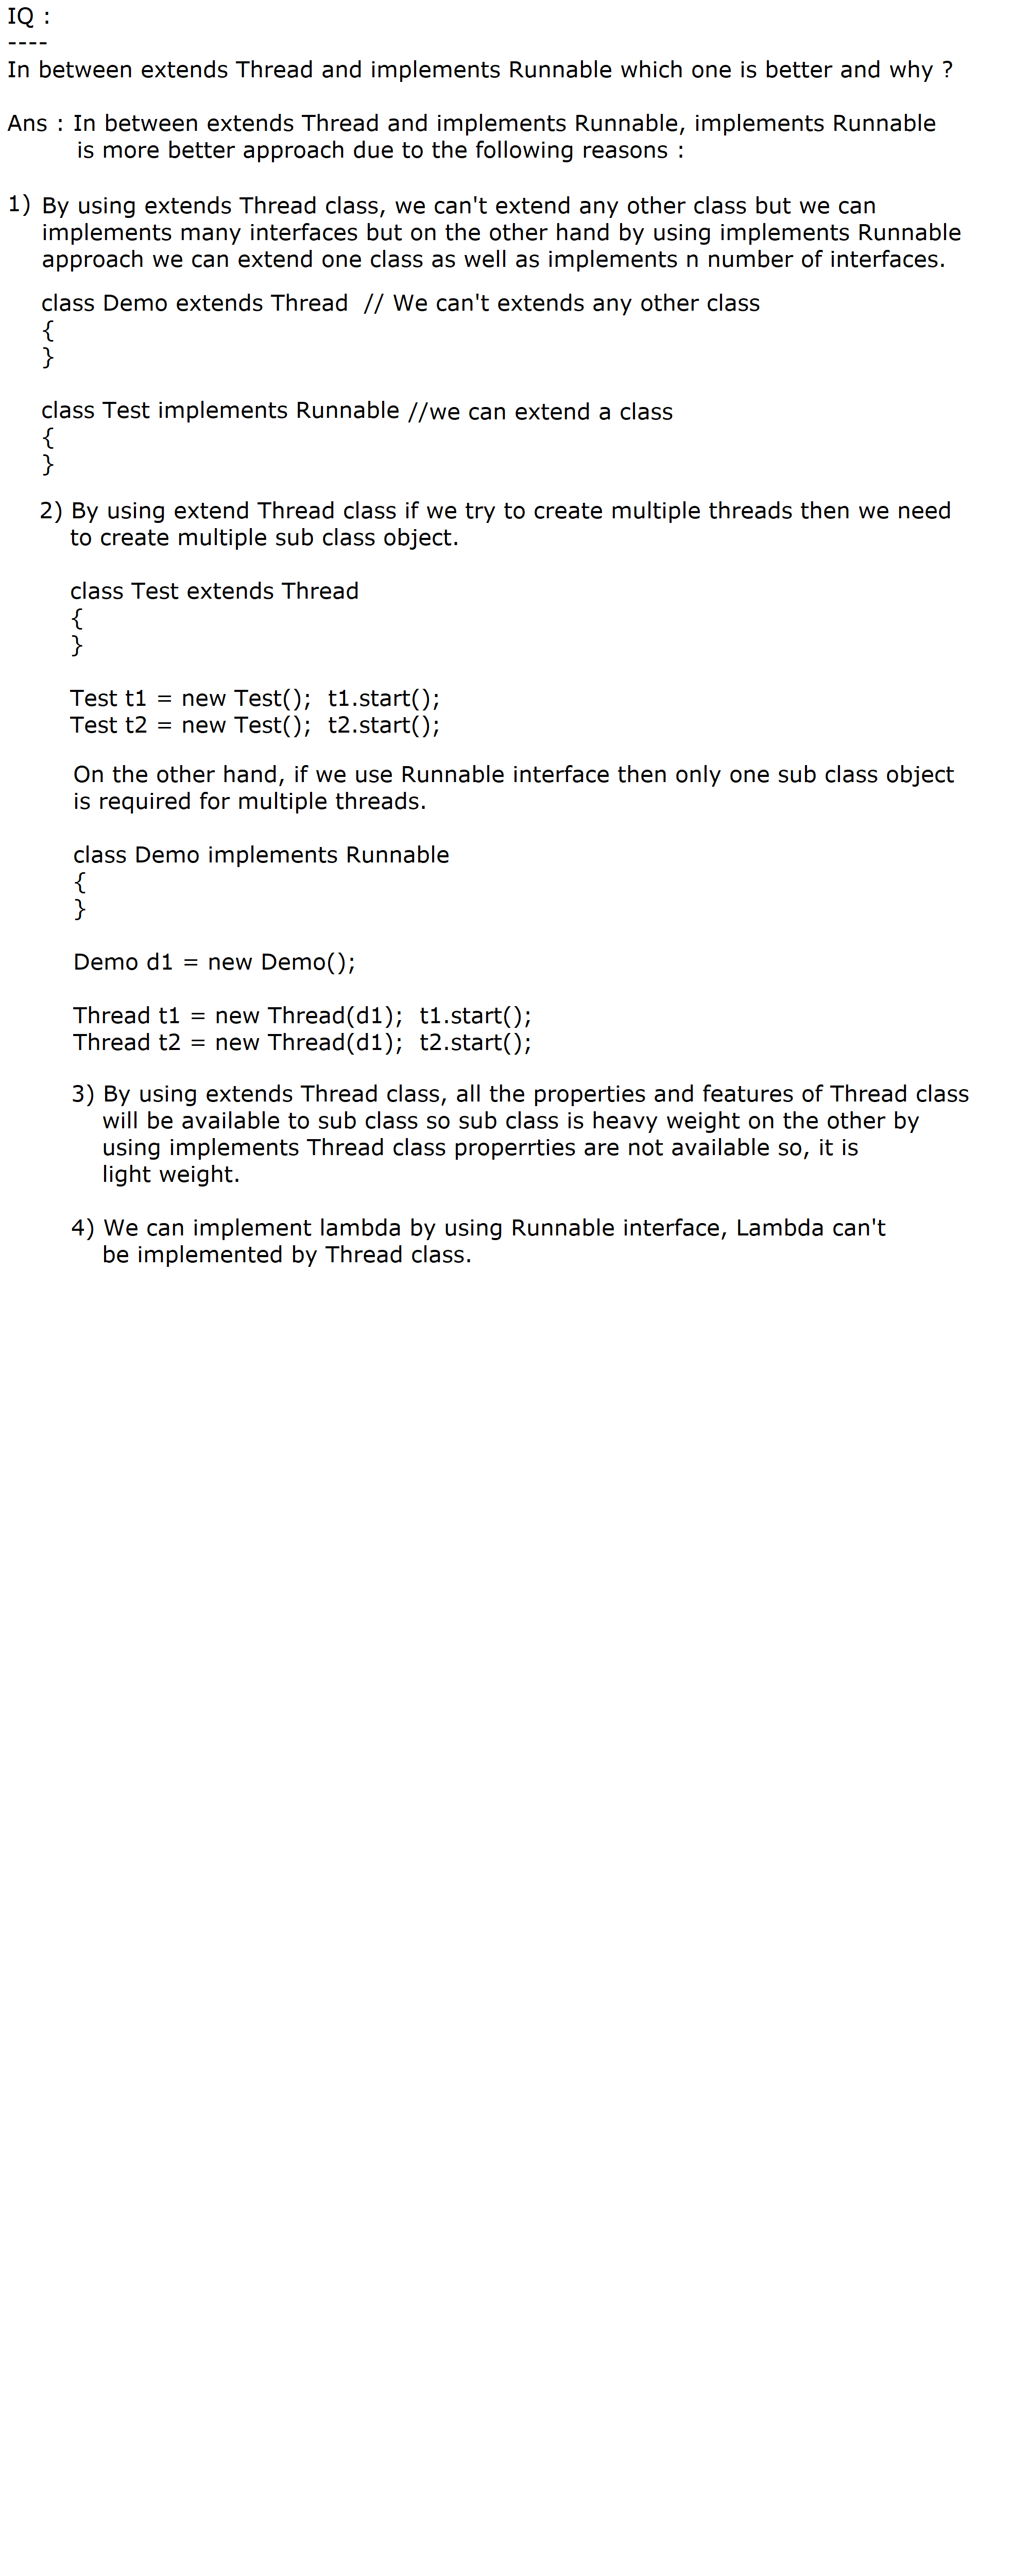 IQ :
----
In between extends Thread and implements Runnable which one is better and why ?
Ans : In between extends Thread and implements Runnable, implements Runnable
is more better approach due to the following reasons :
1) By using extends Thread class, we can't extend any other class but we can
implements many interfaces but on the other hand by using implements Runnable
approach we can extend one class as well as implements n number of interfaces.
class Demo extends Thread  // We can't extends any other class
{
}
class Test implements Runnable //we can extend a class
{
}
2) By using extend Thread class if we try to create multiple threads then we need
to create multiple sub class object.
class Test extends Thread
{
}
Test t1 = new Test();  t1.start();
Test t2 = new Test();  t2.start();
On the other hand, if we use Runnable interface then only one sub class object
is required for multiple threads.
class Demo implements Runnable
{
}
Demo d1 = new Demo();
Thread t1 = new Thread(d1);  t1.start();
Thread t2 = new Thread(d1);  t2.start();
3) By using extends Thread class, all the properties and features of Thread class
will be available to sub class so sub class is heavy weight on the other by
using implements Thread class properrties are not available so, it is
light weight.
4) We can implement lambda by using Runnable interface, Lambda can't
be implemented by Thread class.